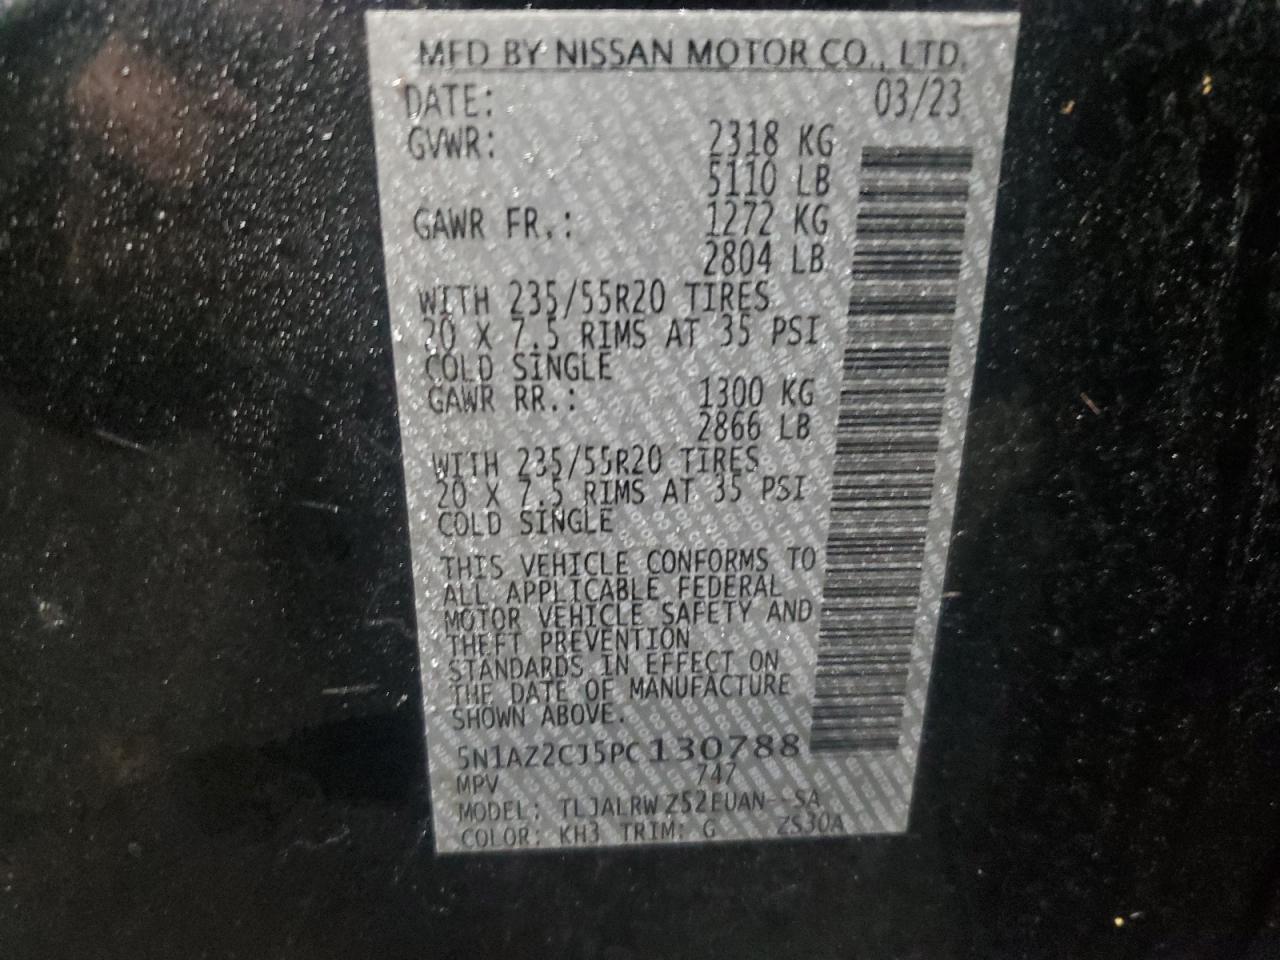 MFD BY NISSAN MOTOR CO., LTD.
DATE: 03/23
GVWR: 2318 KG
5110 LB
GAWR FR.: 1272 KG
2804 LB
WITH 235/55R20 TIRES
20 X 7.5 RIMS AT 35 PSI
COLD SINGLE
GAWR RR.: 1300 KG
2866 LB
WITH 235/55R20 TIRES
20 X 7.5 RIMS AT 35 PSI
COLD SINGLE
THIS VEHICLE CONFORMS TO
ALL APPLICABLE FEDERAL
MOTOR VEHICLE SAFETY AND
THEFT PREVENTION
STANDARDS IN EFFECT ON
THE DATE OF MANUFACTURE
SHOWN ABOVE.
5N1AZ2CJ5PC130788
MPV 747
MODEL: TLJALRWZ52EUAN--SA
COLOR: KH3 TRIM: G ZS30A